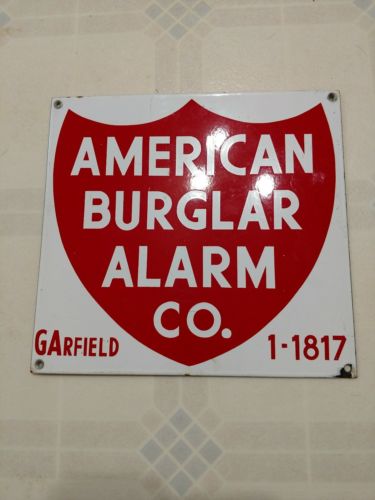 AMERICAN
BURGLAR
ALARM
CO.
GARFIELD 1-1817